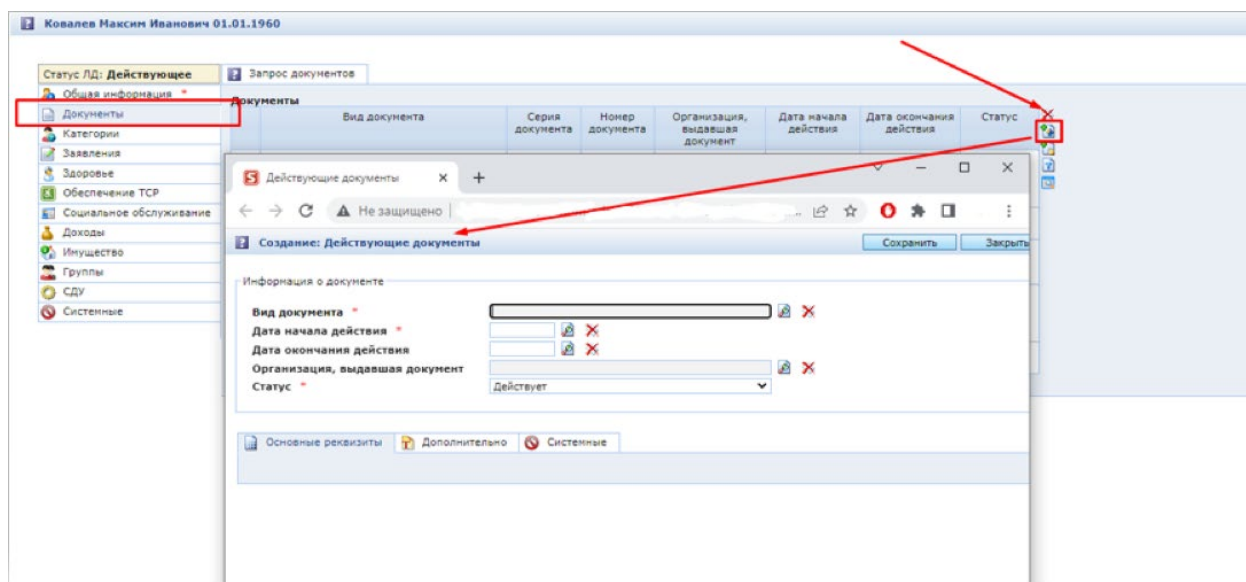 Ковалев Максим Иванович 01.01.1960
Статус ЛД: Действующее
Общая информация *
Документы
Категории
Заявления
Здоровье
Обеспечение ТСР
Социальное обслуживание
Доходы
Имущество
Группы
СДУ
Системные
Запрос документов
Документы
Вид документа
Серия документа
Номер документа
Организация, выдавшая документ
Дата начала действия
Дата окончания действия
Статус
Действующие документы
Не защищено
Создание: Действующие документы
Сохранить
Закрыть
Информация о документе
Вид документа *
Дата начала действия *
Дата окончания действия
Организация, выдавшая документ
Статус * Действует
Основные реквизиты
Дополнительно
Системные